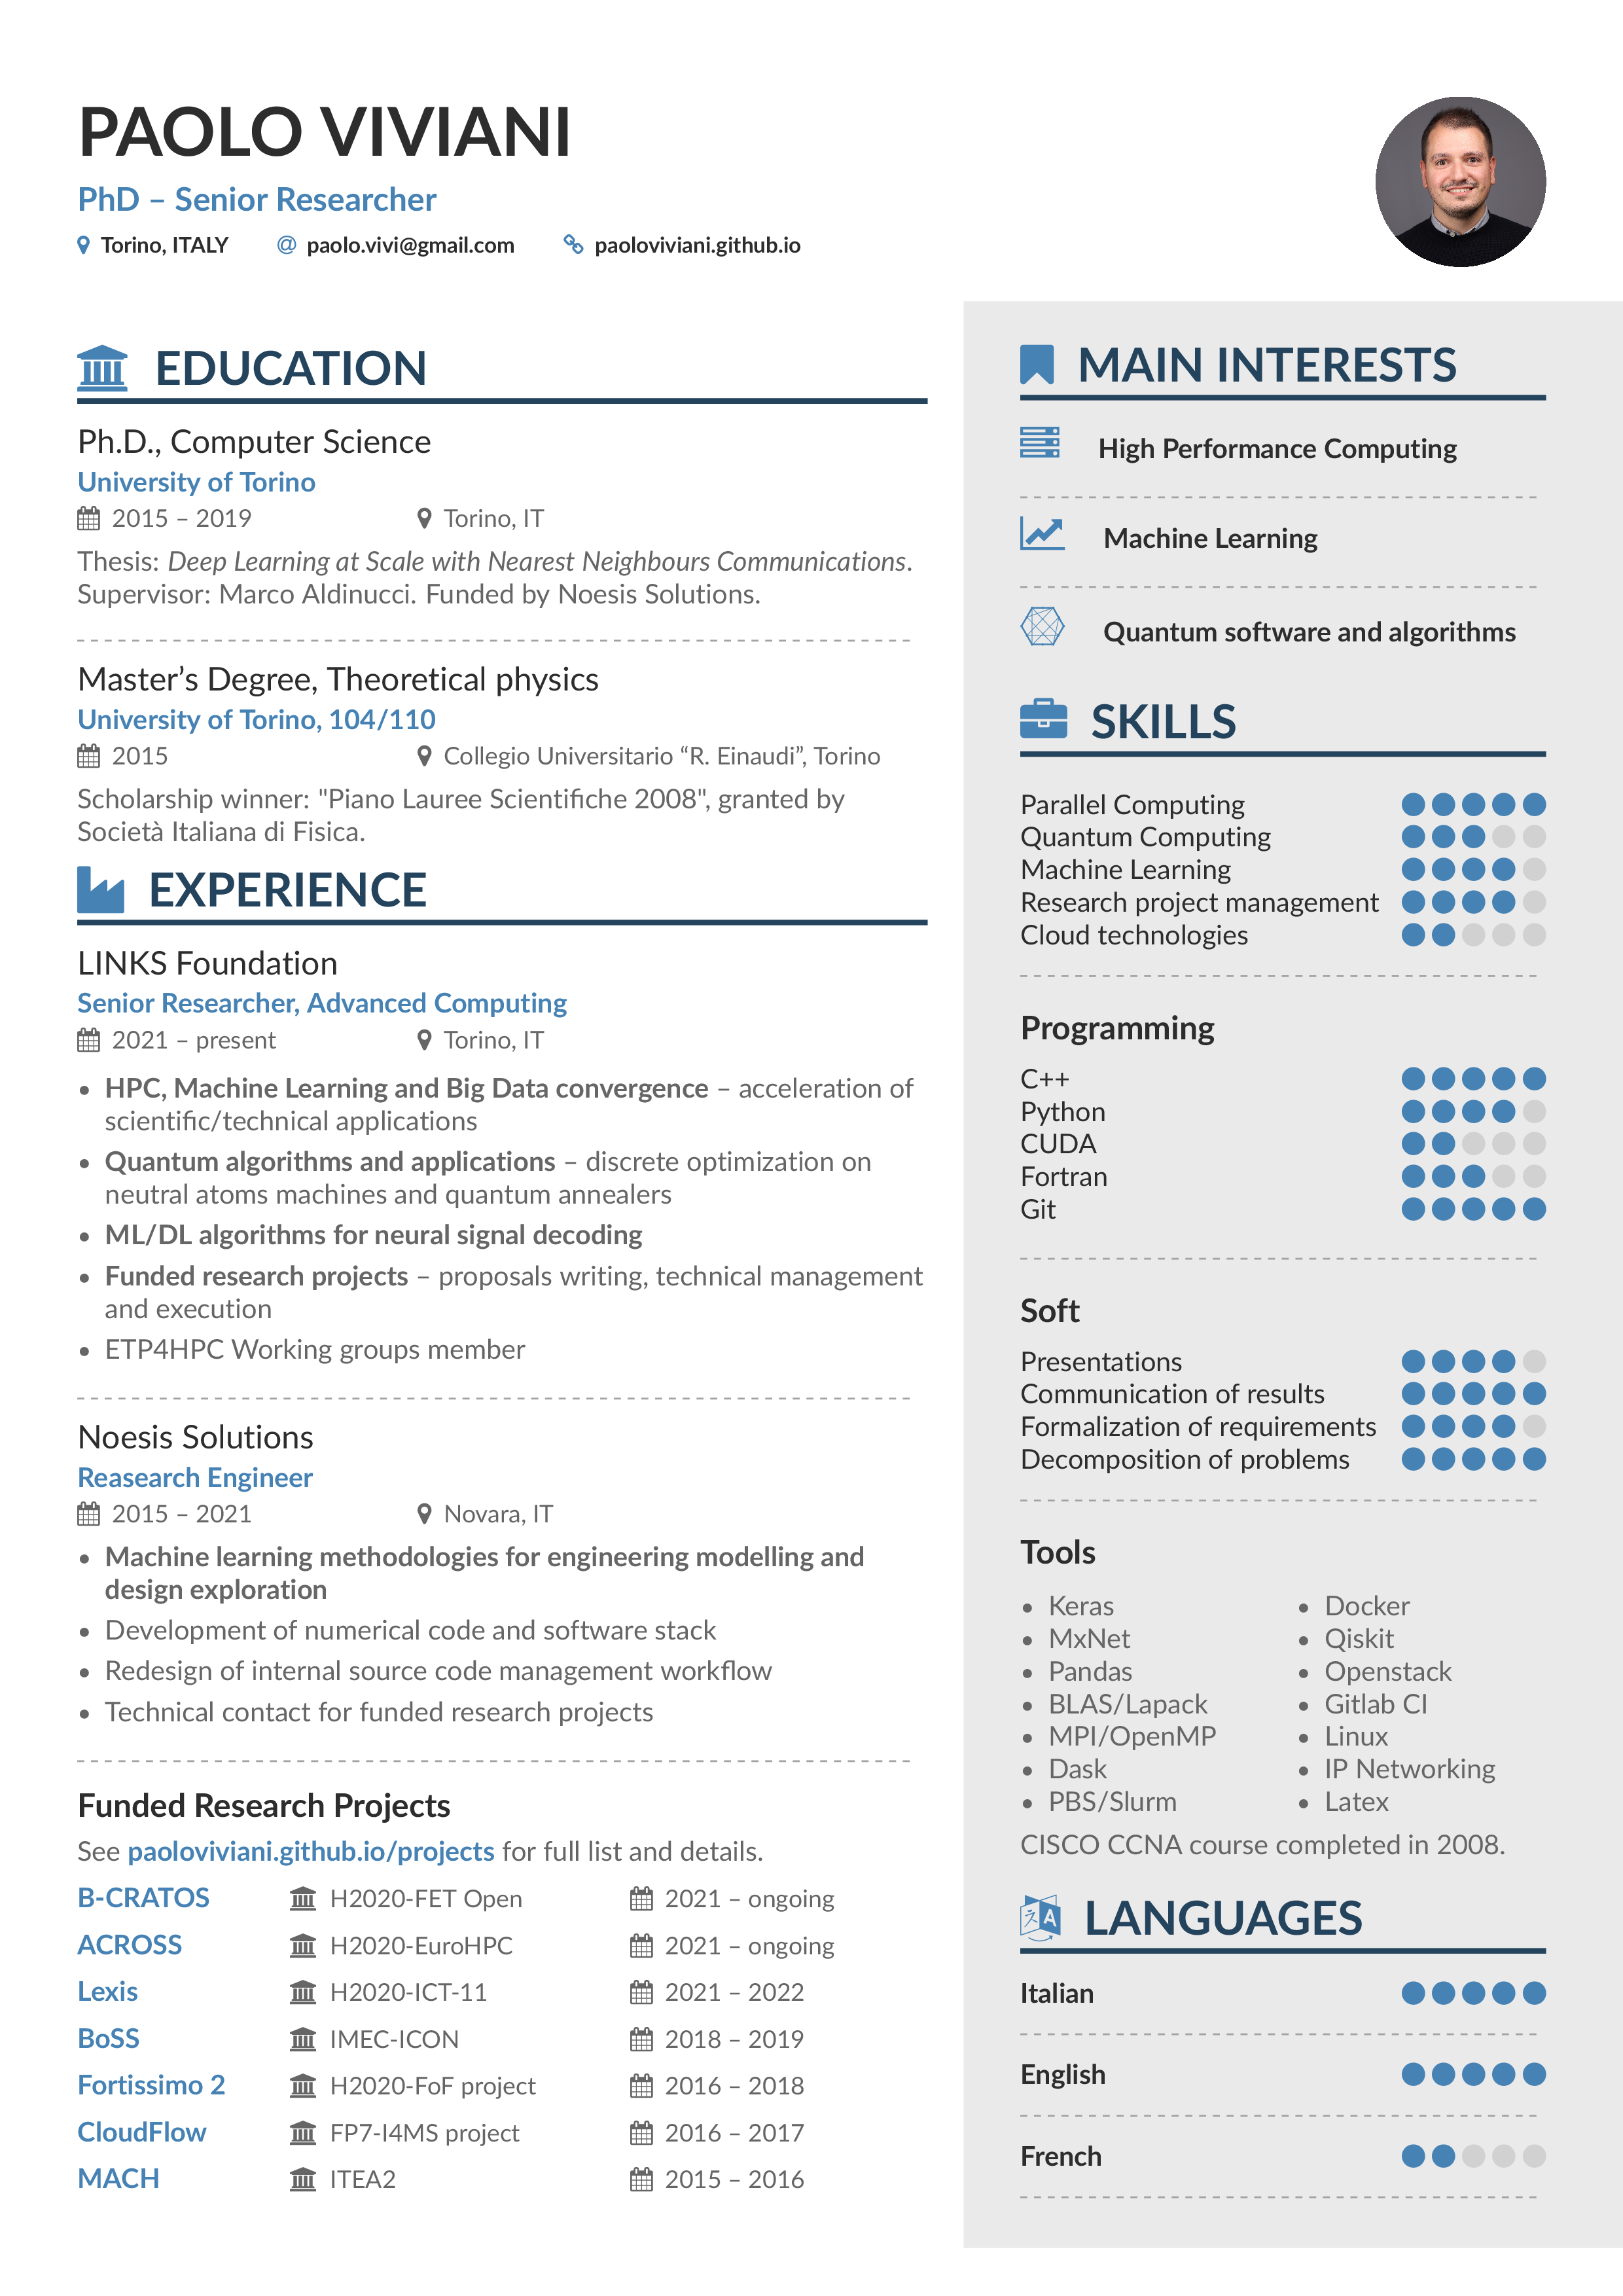 PAOLO VIVIANI
PhD – Senior Researcher
Torino, ITALY @ paolo.vivi@gmail.com paoloviviani.github.io
EDUCATION
Ph.D., Computer Science
University of Torino
2015 – 2019 Torino, IT
Thesis: Deep Learning at Scale with Nearest Neighbours Communications.
Supervisor: Marco Aldinucci. Funded by Noesis Solutions.
Master’s Degree, Theoretical physics
University of Torino, 104/110
2015 Collegio Universitario “R. Einaudi”, Torino
Scholarship winner: "Piano Lauree Scientifiche 2008", granted by
Società Italiana di Fisica.
EXPERIENCE
LINKS Foundation
Senior Researcher, Advanced Computing
2021 – present Torino, IT
• HPC, Machine Learning and Big Data convergence – acceleration of
scientific/technical applications
• Quantum algorithms and applications – discrete optimization on
neutral atoms machines and quantum annealers
• ML/DL algorithms for neural signal decoding
• Funded research projects – proposals writing, technical management
and execution
• ETP4HPC Working groups member
Noesis Solutions
Reasearch Engineer
2015 – 2021 Novara, IT
• Machine learning methodologies for engineering modelling and
design exploration
• Development of numerical code and software stack
• Redesign of internal source code management workflow
• Technical contact for funded research projects
Funded Research Projects
See paoloviviani.github.io/projects for full list and details.
B-CRATOS H2020-FET Open 2021 – ongoing
ACROSS H2020-EuroHPC 2021 – ongoing
Lexis H2020-ICT-11 2021 – 2022
BoSS IMEC-ICON 2018 – 2019
Fortissimo 2 H2020-FoF project 2016 – 2018
CloudFlow FP7-I4MS project 2016 – 2017
MACH ITEA2 2015 – 2016
MAIN INTERESTS
High Performance Computing
Machine Learning
Quantum software and algorithms
SKILLS
Parallel Computing
Quantum Computing
Machine Learning
Research project management
Cloud technologies
Programming
C++
Python
CUDA
Fortran
Git
Soft
Presentations
Communication of results
Formalization of requirements
Decomposition of problems
Tools
• Keras
• MxNet
• Pandas
• BLAS/Lapack
• MPI/OpenMP
• Dask
• PBS/Slurm
• Docker
• Qiskit
• Openstack
• Gitlab CI
• Linux
• IP Networking
• Latex
CISCO CCNA course completed in 2008.
LANGUAGES
Italian
English
French